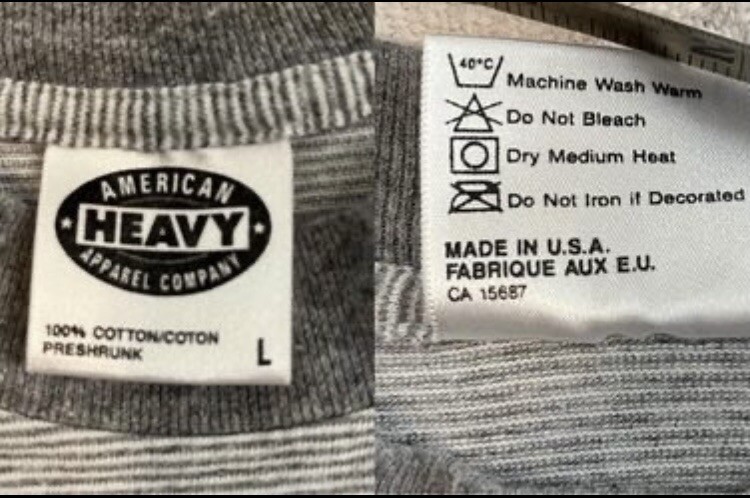 AMERICAN
HEAVY
APPAREL COMPANY
100% COTTON/COTON
PRESHRUNK
L
40°C
Machine Wash Warm
Do Not Bleach
Dry Medium Heat
Do Not Iron if Decorated
MADE IN U.S.A.
FABRIQUE AUX E.U.
CA 15687